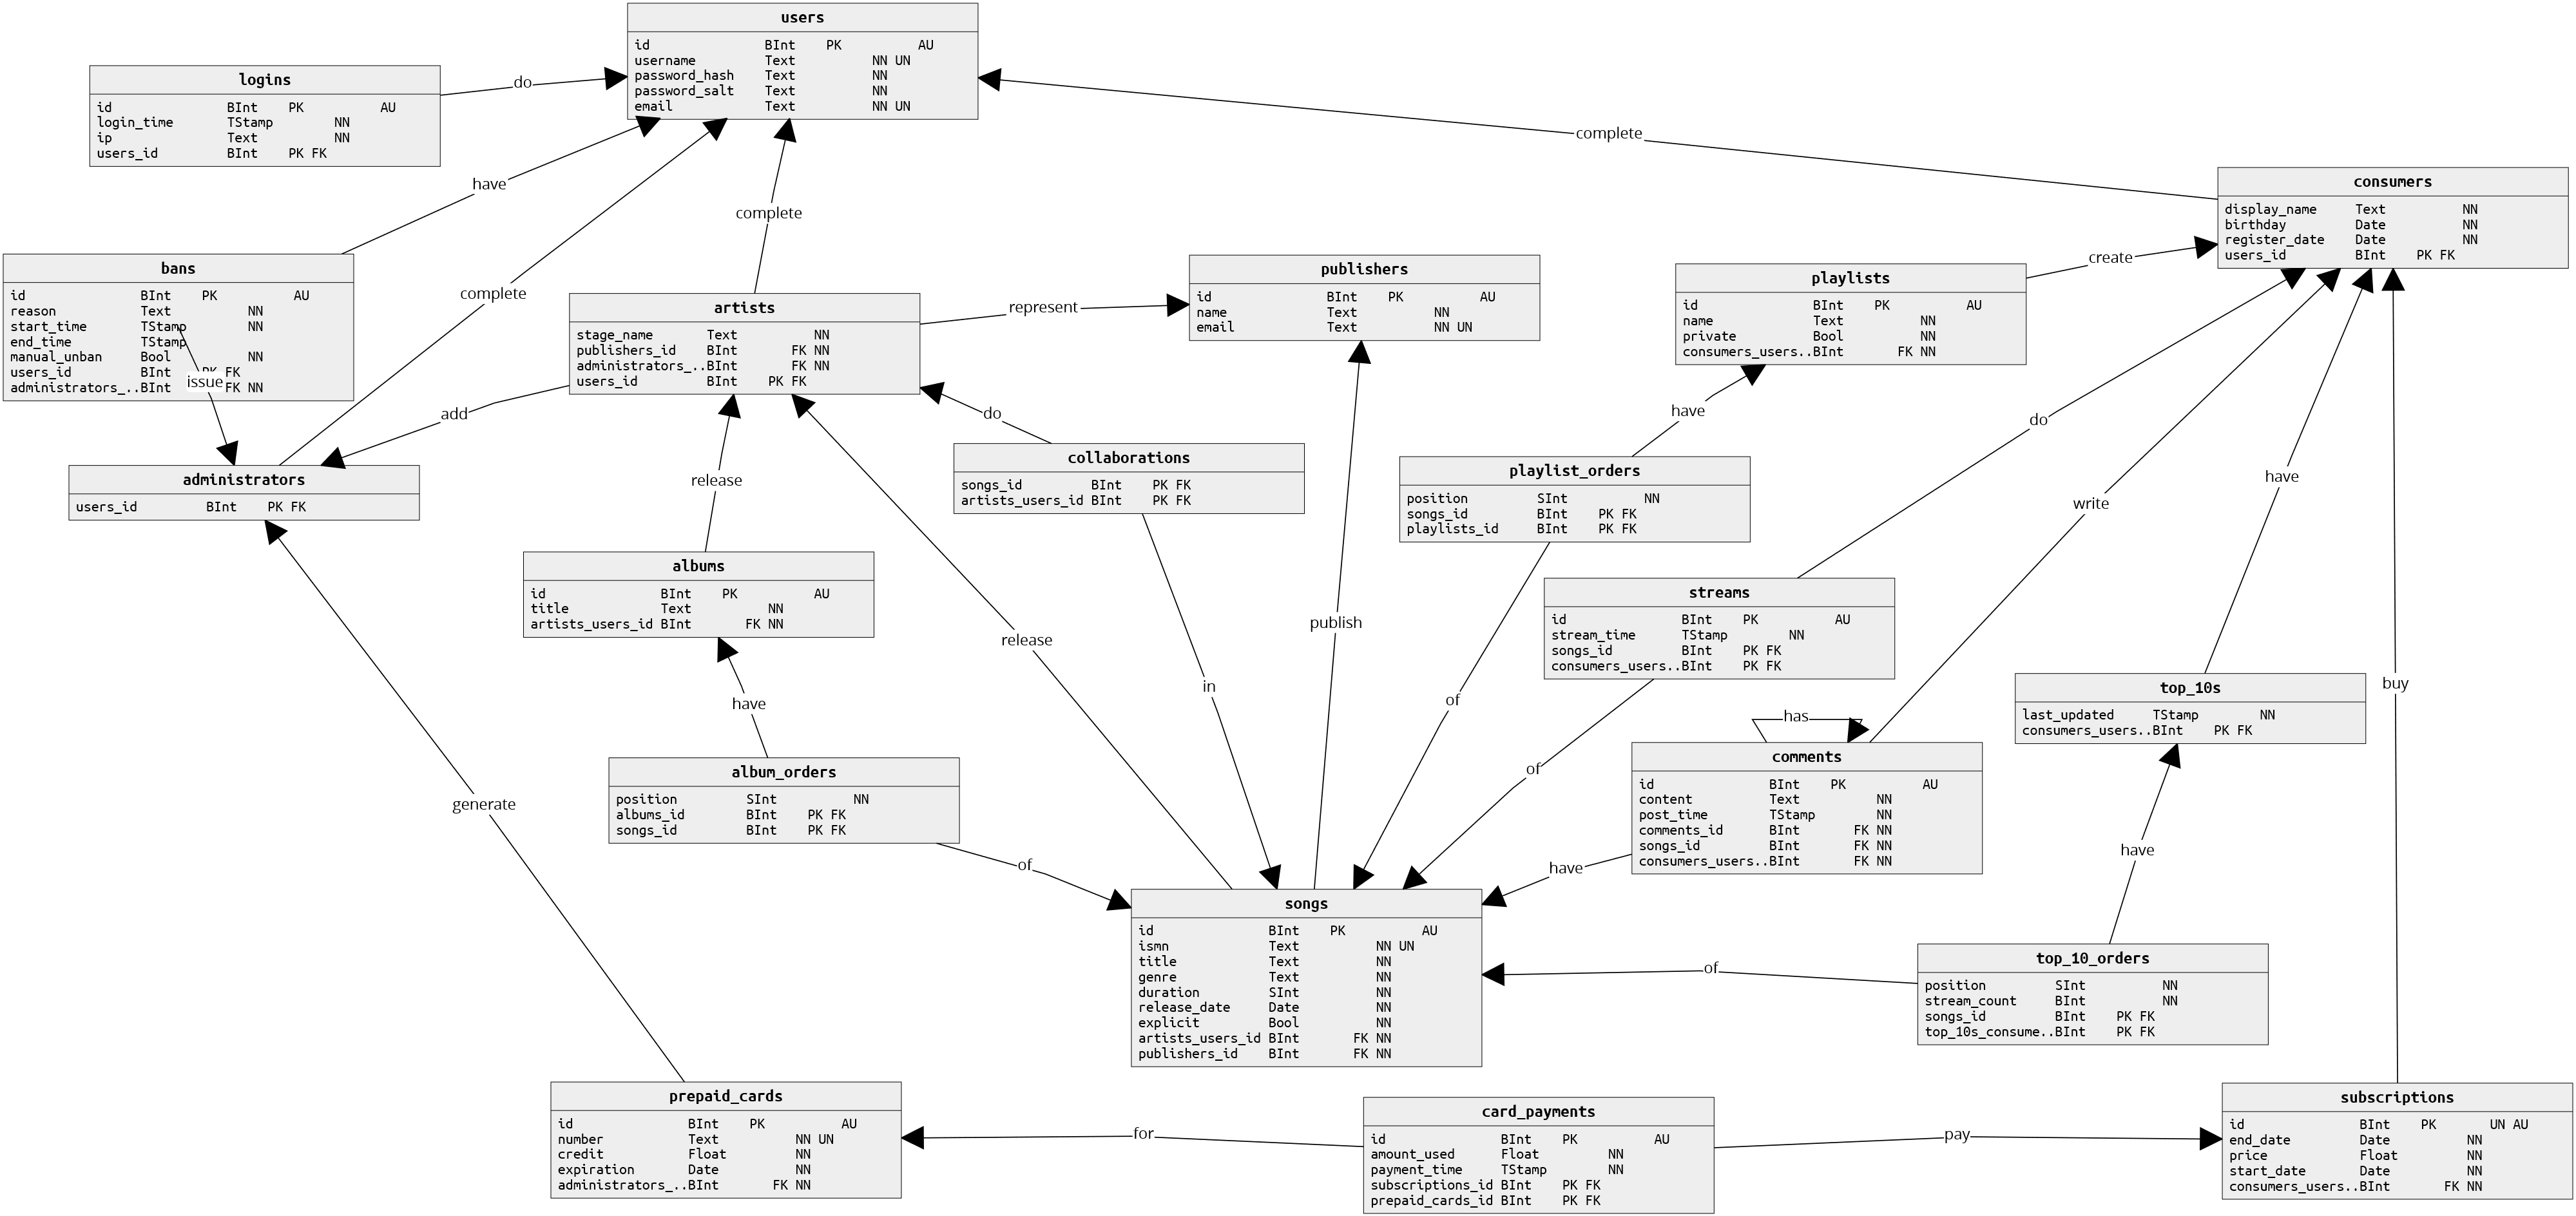 users
id BInt PK AU
username Text NN UN
password_hash Text NN
password_salt Text NN
email Text NN UN
logins
id BInt PK AU
login_time TStamp NN
ip Text NN
users_id BInt PK FK
do
complete
have
complete
complete
consumers
display_name Text NN
birthday Date NN
register_date Date NN
users_id BInt PK FK
bans
id BInt PK AU
reason Text NN
start_time TStamp NN
end_time TStamp
manual_unban Bool NN
users_id BInt PK FK
administrators_..BInt FK NN
issue
artists
stage_name Text NN
publishers_id BInt FK NN
administrators_..BInt FK NN
users_id BInt PK FK
represent
publishers
id BInt PK AU
name Text NN
email Text NN UN
playlists
id BInt PK AU
name Text NN
private Bool NN
consumers_users..BInt FK NN
create
add
do
have
do
administrators
users_id BInt PK FK
release
collaborations
songs_id BInt PK FK
artists_users_id BInt PK FK
playlist_orders
position SInt NN
songs_id BInt PK FK
playlists_id BInt PK FK
write
have
albums
id BInt PK AU
title Text NN
artists_users_id BInt FK NN
release
publish
streams
id BInt PK AU
stream_time TStamp NN
songs_id BInt PK FK
consumers_users..BInt PK FK
have
in
of
buy
top_10s
last_updated TStamp NN
consumers_users..BInt PK FK
has
comments
id BInt PK AU
content Text NN
post_time TStamp NN
comments_id BInt FK NN
songs_id BInt FK NN
consumers_users..BInt FK NN
of
generate
album_orders
position SInt NN
albums_id BInt PK FK
songs_id BInt PK FK
of
have
have
songs
id BInt PK AU
ismn Text NN UN
title Text NN
genre Text NN
duration SInt NN
release_date Date NN
explicit Bool NN
artists_users_id BInt FK NN
publishers_id BInt FK NN
of
top_10_orders
position SInt NN
stream_count BInt NN
songs_id BInt PK FK
top_10s_consume..BInt PK FK
prepaid_cards
id BInt PK AU
number Text NN UN
credit Float NN
expiration Date NN
administrators_..BInt FK NN
for
card_payments
id BInt PK AU
amount_used Float NN
payment_time TStamp NN
subscriptions_id BInt PK FK
prepaid_cards_id BInt PK FK
pay
subscriptions
id BInt PK UN AU
end_date Date NN
price Float NN
start_date Date NN
consumers_users..BInt FK NN